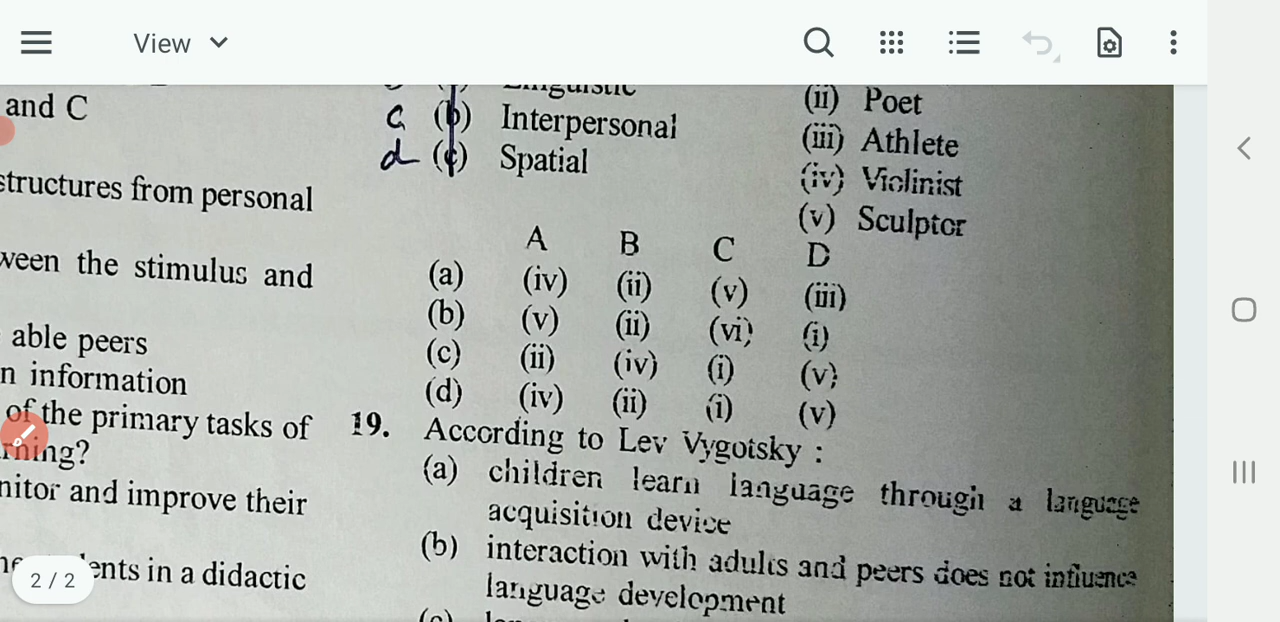 View
and C
structures from personal
ween the stimulus and
able peers
n information
of the primary tasks of
rning?
nitor and improve their
ents in a didactic
2 / 2
Linguistic
c (b) Interpersonal
d (c) Spatial
(ii) Poet
(iii) Athlete
(iv) Violinist
(v) Sculptor
A B C D
(a) (iv) (ii) (v) (iii)
(b) (v) (ii) (vi) (i)
(c) (ii) (iv) (i) (v)
(d) (iv) (ii) (i) (v)
19. According to Lev Vygotsky :
(a) children learn language through a language
acquisition device
(b) interaction with adults and peers does not influence
language development